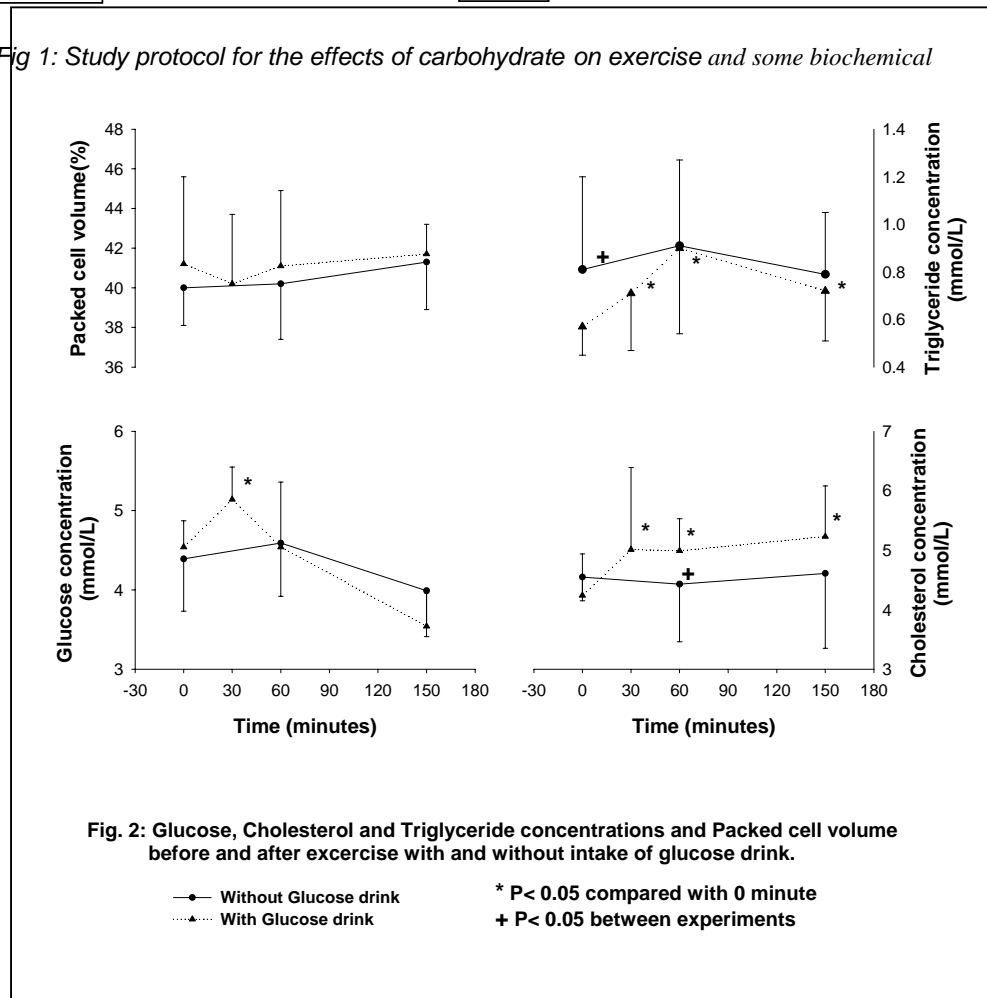 Fig 1: Study protocol for the effects of carbohydrate on exercise and some biochemical
Packed cell volume(%)
48
46
44
42
40
38
36
1.4
1.2
1.0
0.8
0.6
0.4
Triglyceride concentration
(mmol/L)
+
*
*
*
Glucose concentration
(mmol/L)
6
5
4
3
*
-30 0 30 60 90 120 150 180
Time (minutes)
7
6
5
4
3
Cholesterol concentration
(mmol/L)
*
*
*
+
-30 0 30 60 90 120 150 180
Time (minutes)
Fig. 2: Glucose, Cholesterol and Triglyceride concentrations and Packed cell volume
before and after excercise with and without intake of glucose drink.
Without Glucose drink
With Glucose drink
* P< 0.05 compared with 0 minute
+ P< 0.05 between experiments